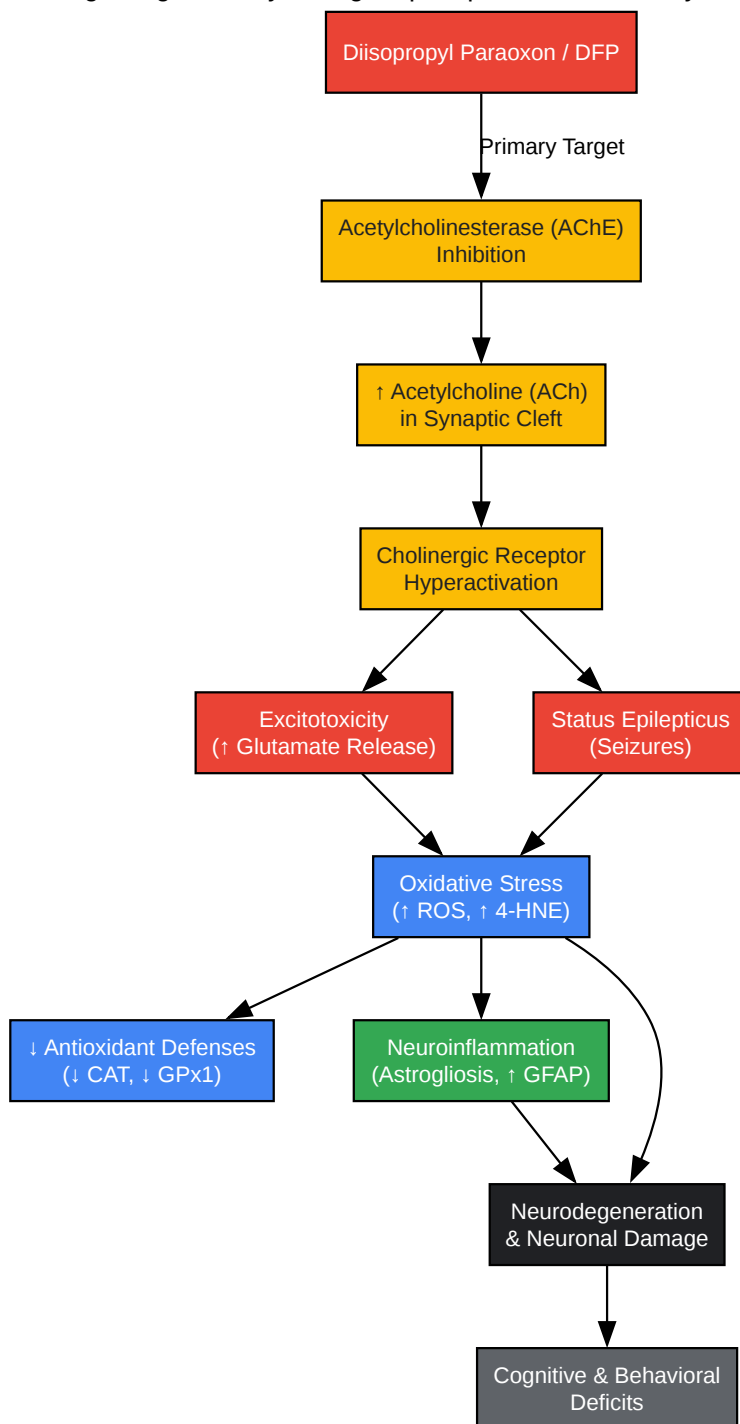 Diisopropyl Paraoxon / DFP
Primary Target
Acetylcholinesterase (AChE)
Inhibition
↑ Acetylcholine (ACh)
in Synaptic Cleft
Cholinergic Receptor
Hyperactivation
Excitotoxicity
(↑ Glutamate Release)
Status Epilepticus
(Seizures)
Oxidative Stress
(↑ ROS, ↑ 4-HNE)
↓ Antioxidant Defenses
(↓ CAT, ↓ GPx1)
Neuroinflammation
(Astrogliosis, ↑ GFAP)
Neurodegeneration
& Neuronal Damage
Cognitive & Behavioral
Deficits